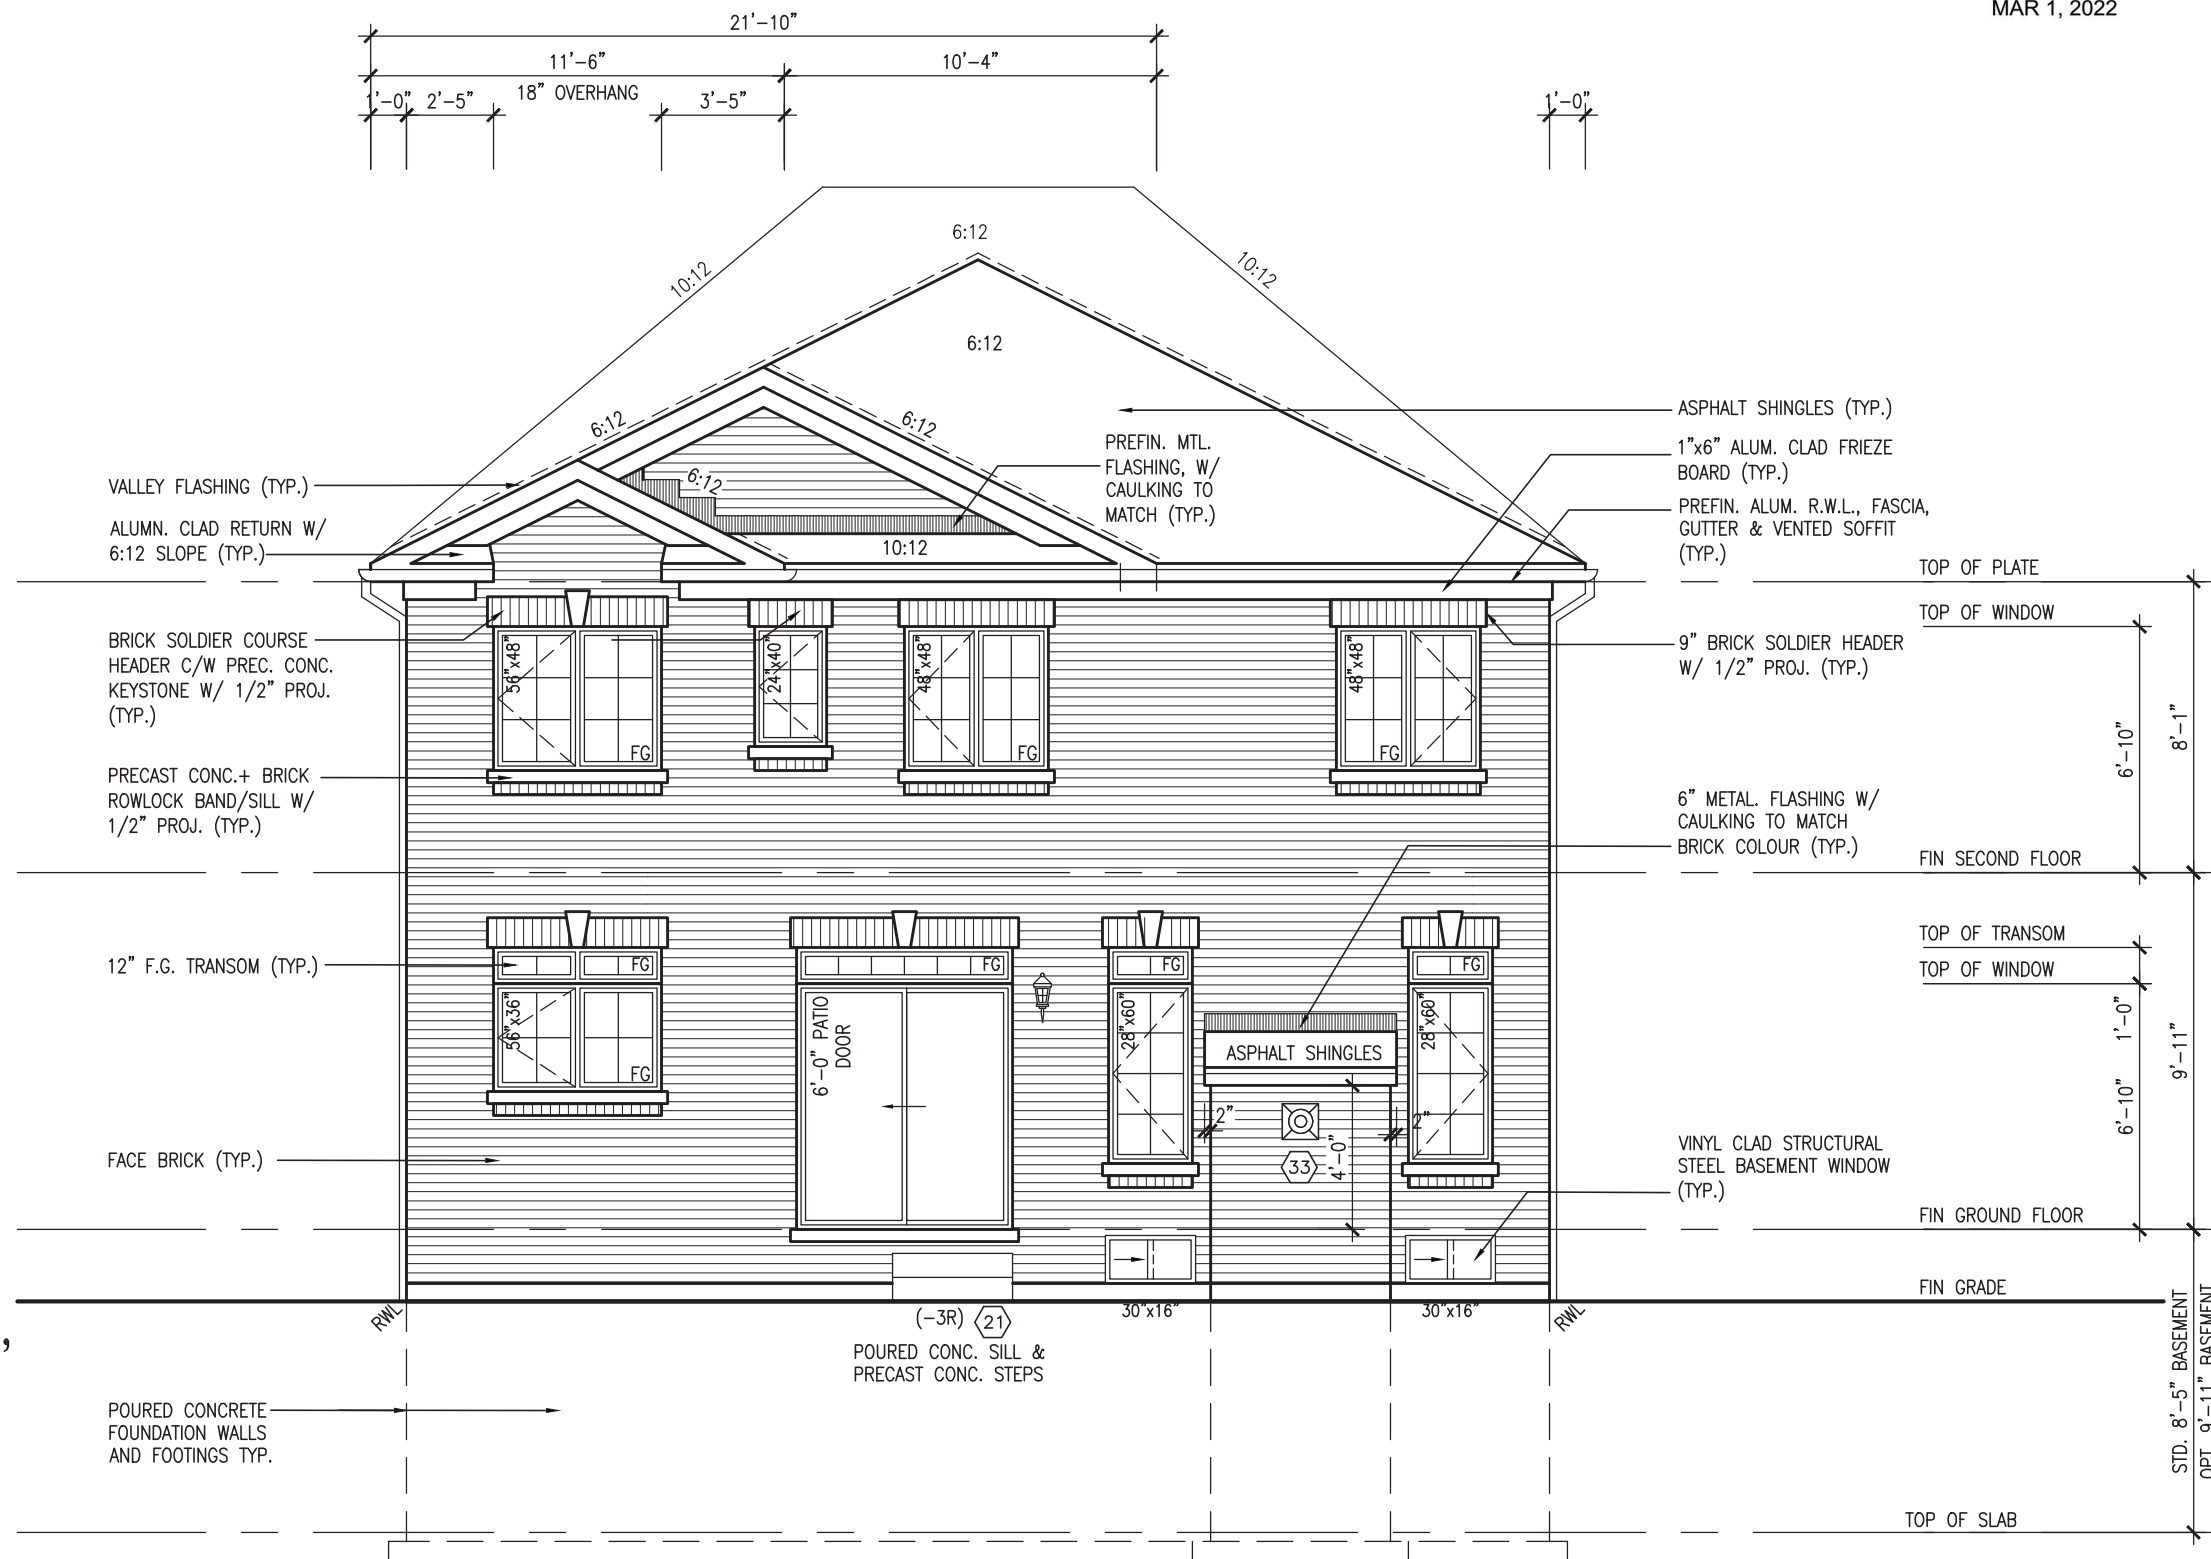 MAR 1, 2022
21'-10"
11'-6"
10'-4"
1'-0"
2'-5"
18" OVERHANG
3'-5"
1'-0"
6:12
10:12
10:12
6:12
6:12
6:12
6:12
10:12
VALLEY FLASHING (TYP.)
ALUMN. CLAD RETURN W/
6:12 SLOPE (TYP.)
PREFIN. MTL.
FLASHING, W/
CAULKING TO
MATCH (TYP.)
ASPHALT SHINGLES (TYP.)
1"x6" ALUM. CLAD FRIEZE
BOARD (TYP.)
PREFIN. ALUM. R.W.L., FASCIA,
GUTTER & VENTED SOFFIT
(TYP.)
TOP OF PLATE
TOP OF WINDOW
BRICK SOLDIER COURSE
HEADER C/W PREC. CONC.
KEYSTONE W/ 1/2" PROJ.
(TYP.)
56"x48"
FG
24"x40"
48"x48"
FG
48"x48"
FG
9" BRICK SOLDIER HEADER
W/ 1/2" PROJ. (TYP.)
6'-10"
8'-1"
PRECAST CONC.+ BRICK
ROWLOCK BAND/SILL W/
1/2" PROJ. (TYP.)
6" METAL. FLASHING W/
CAULKING TO MATCH
BRICK COLOUR (TYP.)
FIN SECOND FLOOR
TOP OF TRANSOM
TOP OF WINDOW
12" F.G. TRANSOM (TYP.)
FG
FG
FG
FG
56"x36"
FG
6'-0" PATIO
DOOR
28"x60"
ASPHALT SHINGLES
28"x60"
1'-0"
6'-10"
9'-11"
2"
2"
33
4'-0"
FACE BRICK (TYP.)
VINYL CLAD STRUCTURAL
STEEL BASEMENT WINDOW
(TYP.)
FIN GROUND FLOOR
FIN GRADE
RWL
(-3R)
21
30"x16"
30"x16"
RWL
POURED CONC. SILL &
PRECAST CONC. STEPS
,
POURED CONCRETE
FOUNDATION WALLS
AND FOOTINGS TYP.
STD. 8'-5" BASEMENT
OPT. 9'-11" BASEMENT
TOP OF SLAB